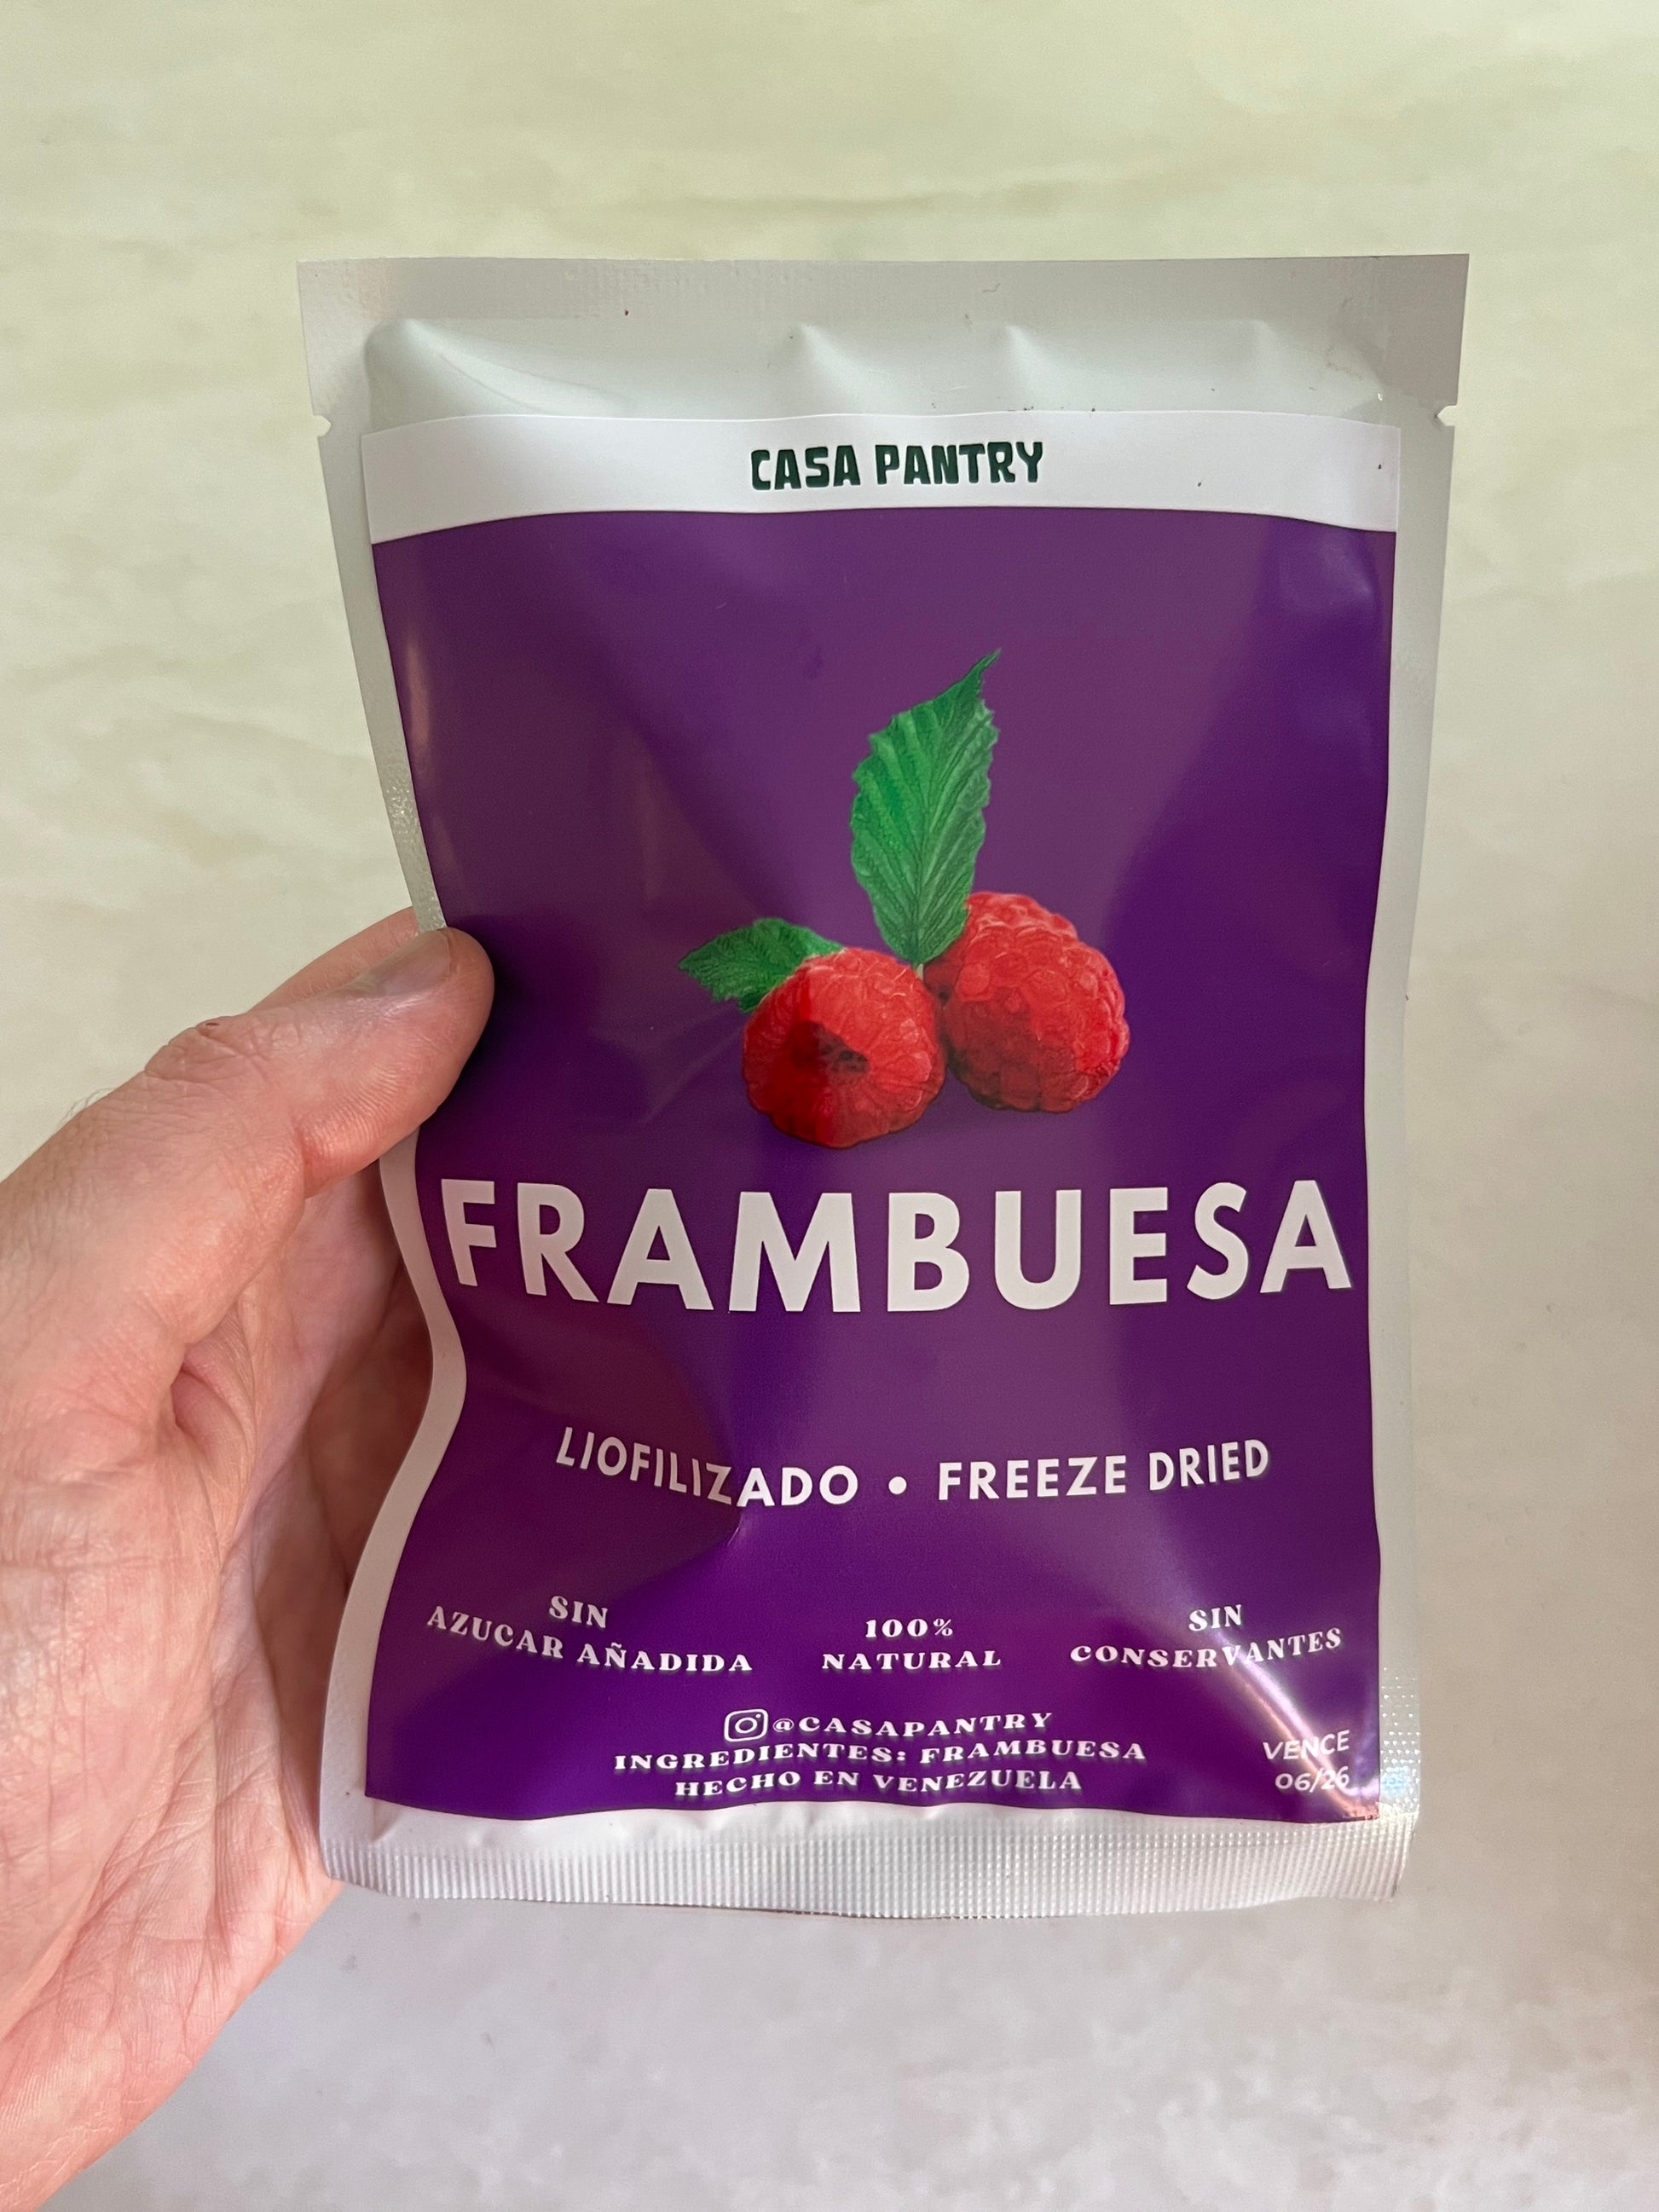 CASA PANTRY
FRAMBUESA
LIOFILIZADO • FREEZE DRIED
SIN
AZUCAR AÑADIDA
100%
NATURAL
SIN
CONSERVANTES
@CASAPANTRY
INGREDIENTES: FRAMBUESA
HECHO EN VENEZUELA
VENCE
06/26